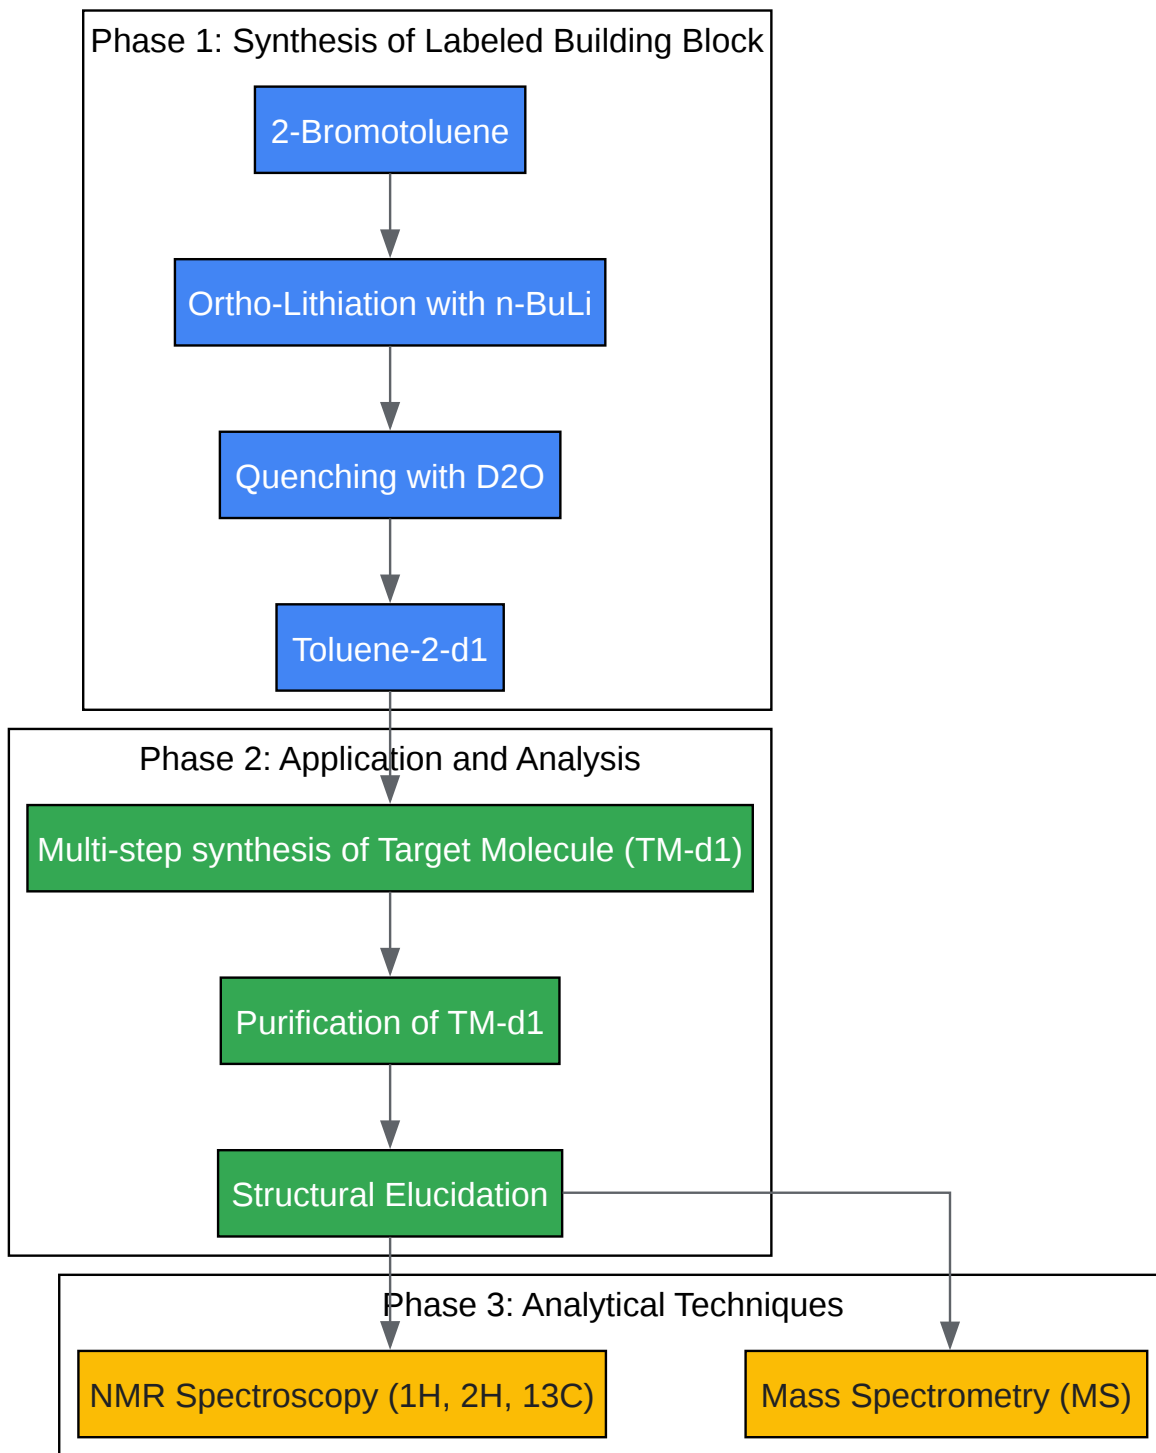 Phase 1: Synthesis of Labeled Building Block
2-Bromotoluene
Ortho-Lithiation with n-BuLi
Quenching with D2O
Toluene-2-d1
Phase 2: Application and Analysis
Multi-step synthesis of Target Molecule (TM-d1)
Purification of TM-d1
Structural Elucidation
Phase 3: Analytical Techniques
NMR Spectroscopy (1H, 2H, 13C)
Mass Spectrometry (MS)